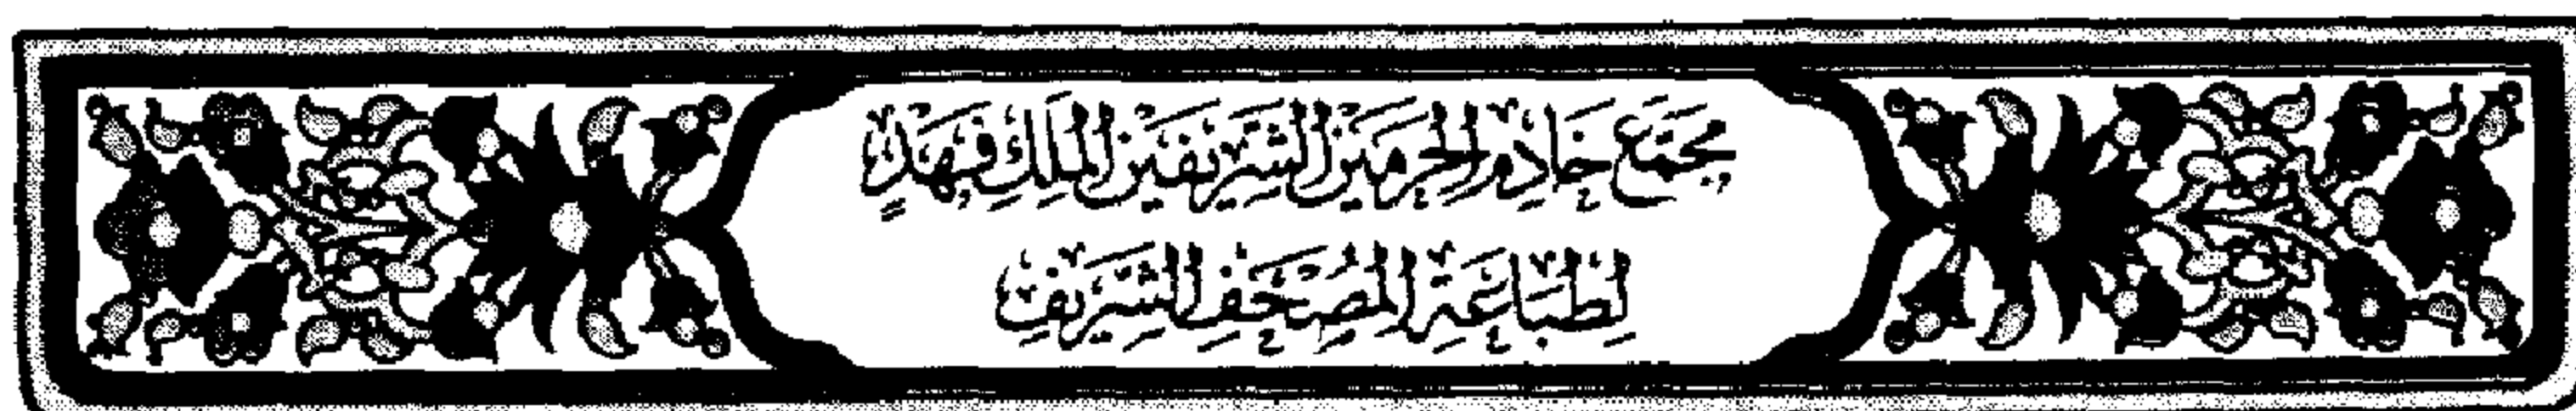 مجمع خادم الحرمين الشريفين الملك فهد
لطباعة المصحف الشريف